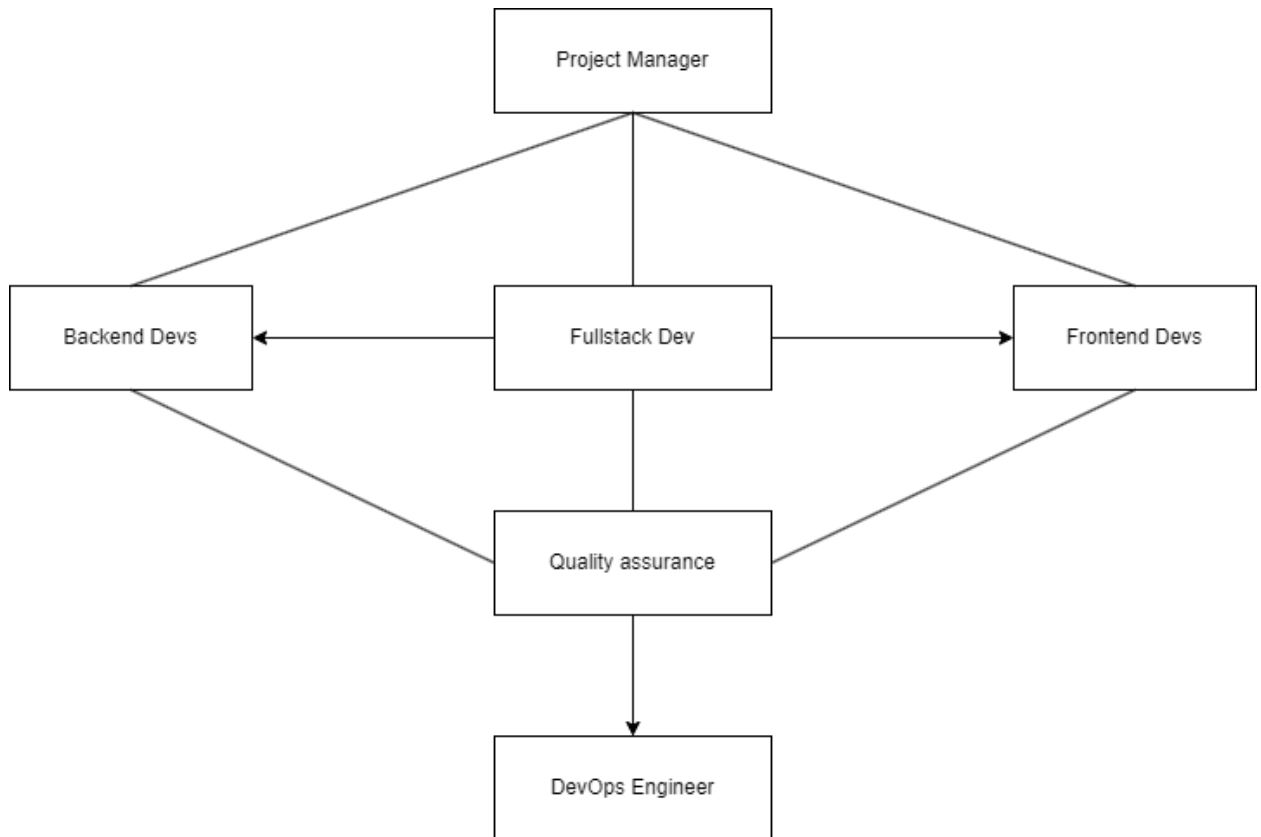 Project Manager
Backend Devs
Fullstack Dev
Frontend Devs
Quality assurance
DevOps Engineer